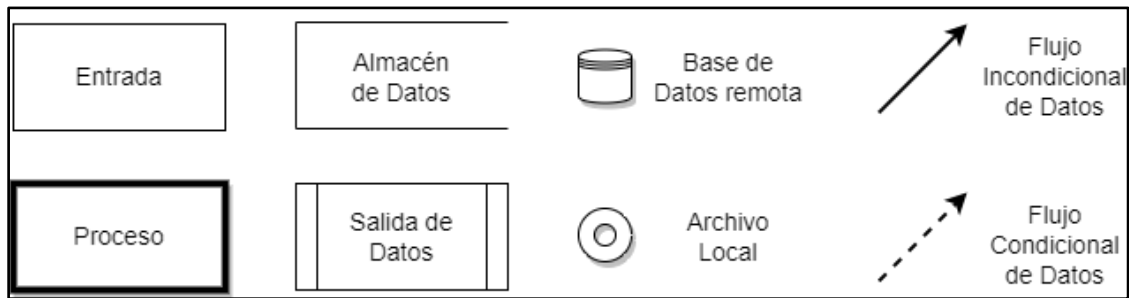 Entrada
Almacén
de Datos
Base de
Datos remota
Flujo
Incondicional
de Datos
Proceso
Salida de
Datos
Archivo
Local
Flujo
Condicional
de Datos